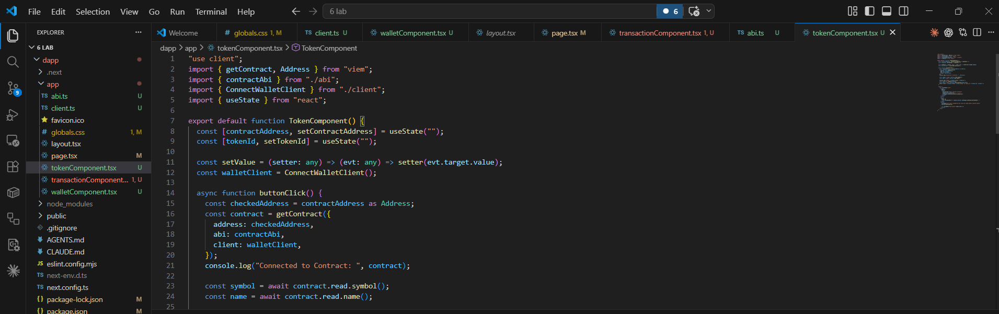 File Edit Selection View Go Run Terminal Help
6 lab
6
EXPLORER
Welcome
# globals.css 1, M
TS client.ts U
walletComponent.tsx U
layout.tsx
page.tsx M
transactionComponent.tsx 1, U
TS abi.ts U
tokenComponent.tsx U
6 LAB
dapp
.next
app
TS abi.ts U
TS client.ts U
favicon.ico
# globals.css 1, M
layout.tsx
page.tsx M
tokenComponent.tsx U
transactionComponent... 1, U
walletComponent.tsx U
node_modules
public
.gitignore
AGENTS.md
CLAUDE.md
JS eslint.config.mjs
TS next-env.d.ts
TS next.config.ts
{} package-lock.json M
{} package.json M
9
dapp > app > tokenComponent.tsx > TokenComponent
1 "use client";
2 import { getContract, Address } from "viem";
3 import { contractAbi } from "./abi";
4 import { ConnectWalletClient } from "./client";
5 import { useState } from "react";
6
7 export default function TokenComponent() {
8 const [contractAddress, setContractAddress] = useState("");
9 const [tokenId, setTokenId] = useState("");
10
11 const setValue = (setter: any) => (evt: any) => setter(evt.target.value);
12 const walletClient = ConnectWalletClient();
13
14 async function buttonClick() {
15 const checkedAddress = contractAddress as Address;
16 const contract = getContract({
17 address: checkedAddress,
18 abi: contractAbi,
19 client: walletClient,
20 });
21 console.log("Connected to Contract: ", contract);
22
23 const symbol = await contract.read.symbol();
24 const name = await contract.read.name();
25